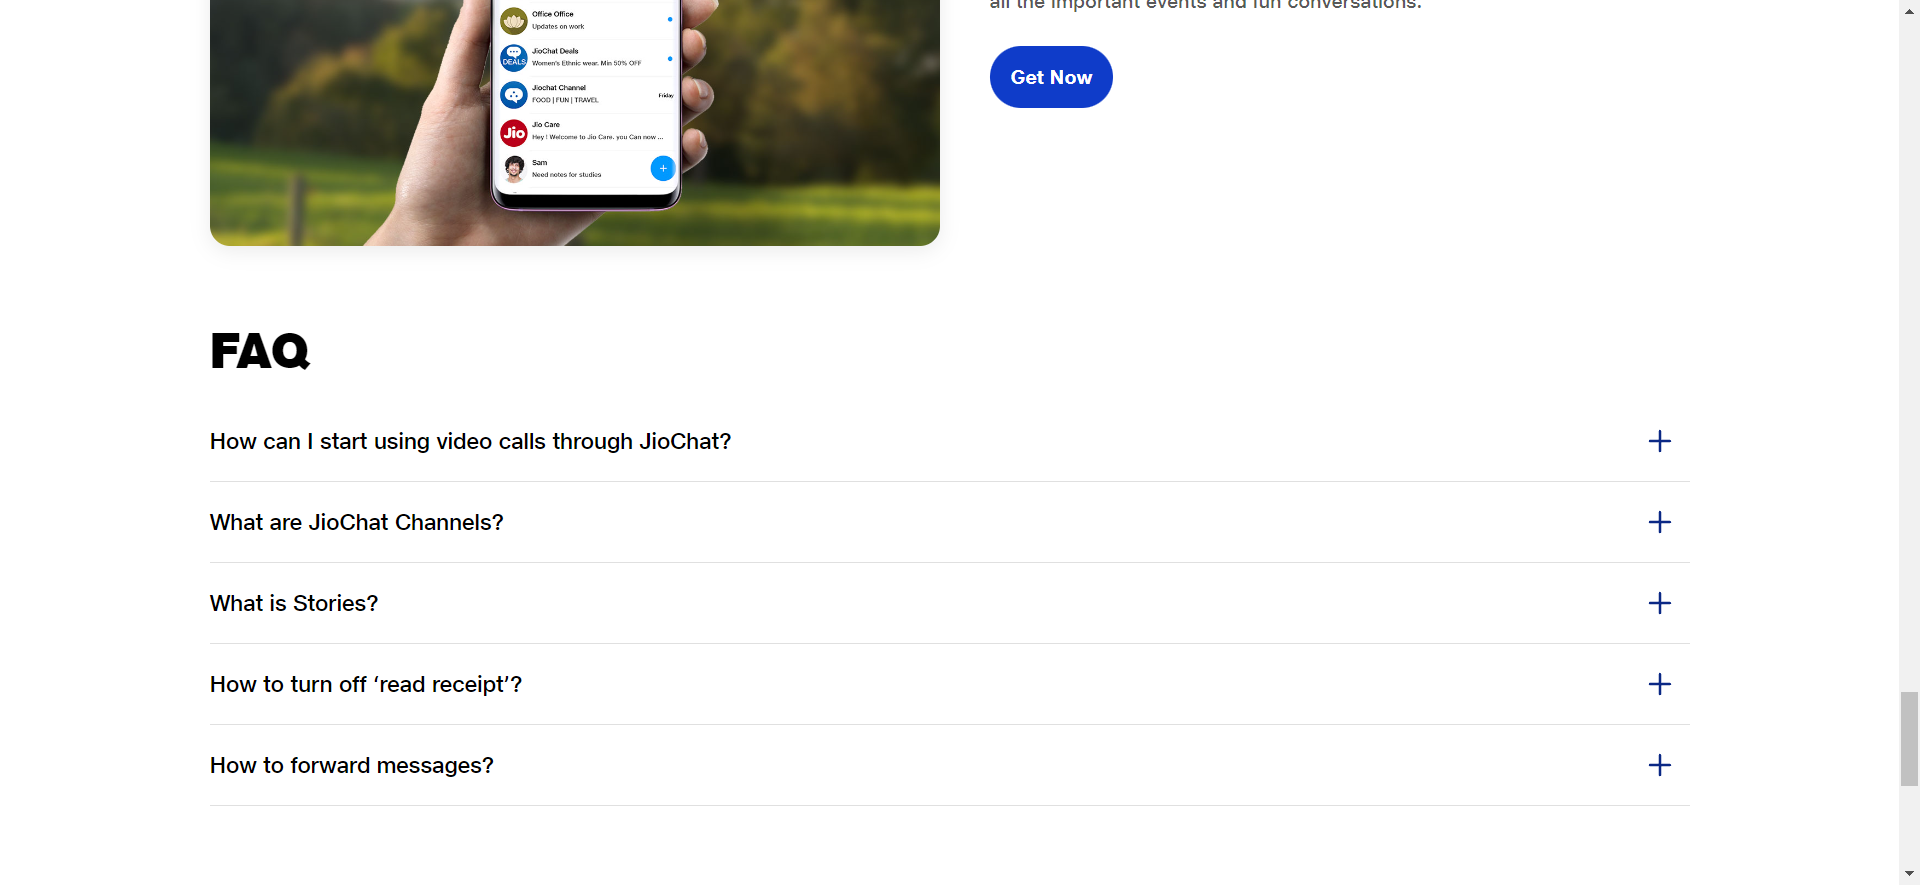 all the important events and fun conversations.
Get Now
Office Office
Updates on work
JioChat Deals
Women's Ethnic wear. Min 50% OFF
DEALS
Jiochat Channel
FOOD | FUN | TRAVEL
Friday
Jio Care
Hey ! Welcome to Jio Care. you Can now ...
Jio
Sam
Need notes for studies
FAQ
How can I start using video calls through JioChat?
What are JioChat Channels?
What is Stories?
How to turn off ‘read receipt’?
How to forward messages?